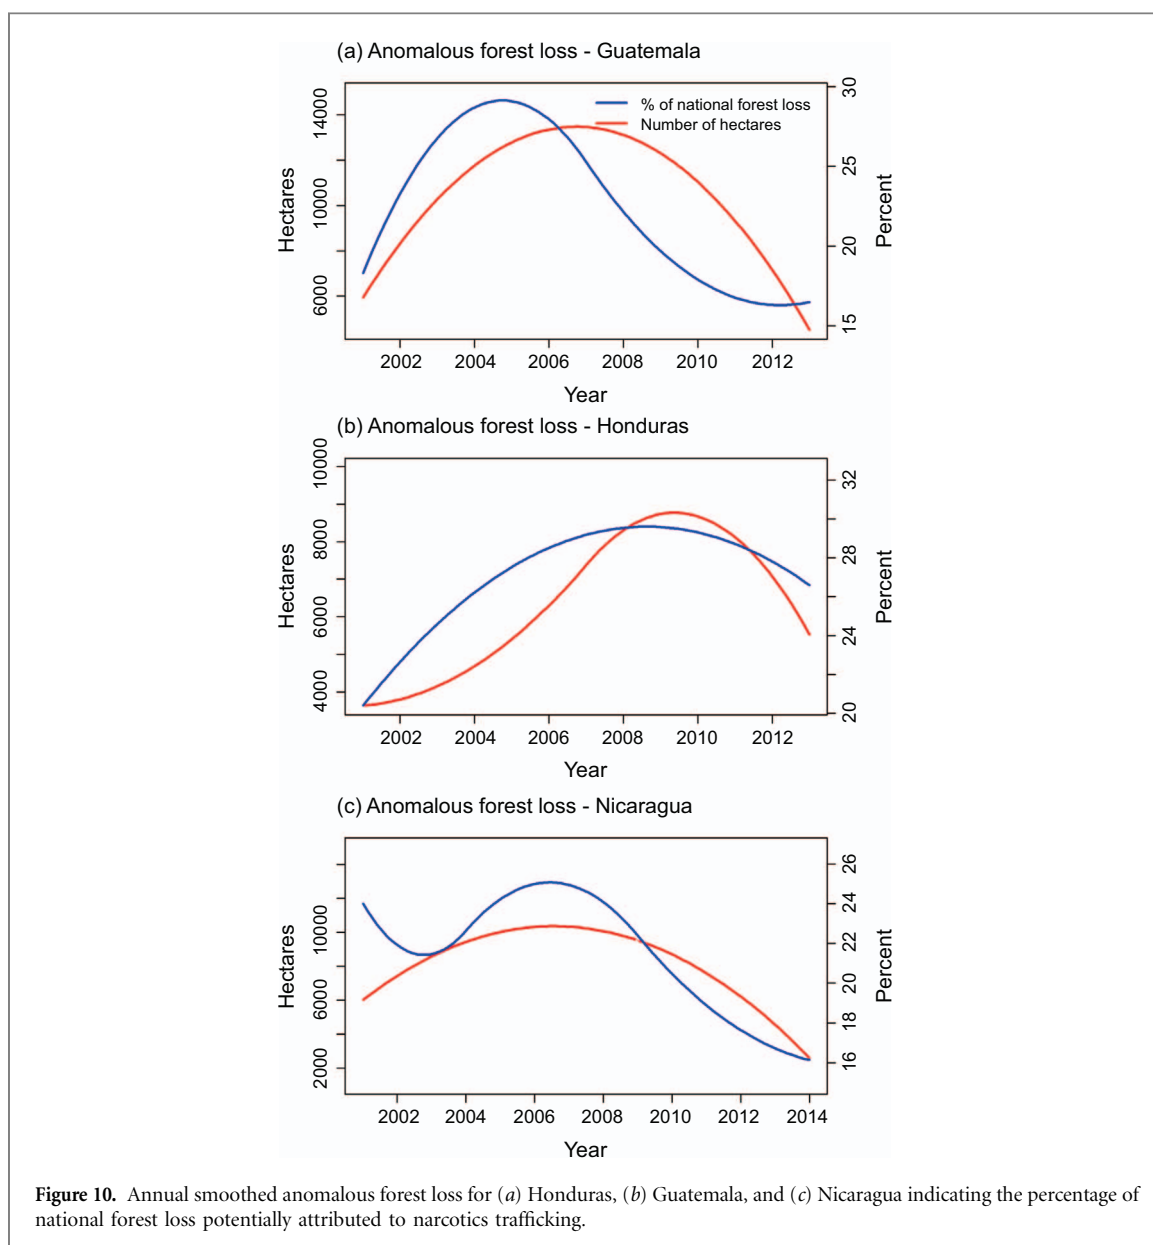 (a) Anomalous forest loss - Guatemala
% of national forest loss
Number of hectares
Hectares
6000
10000
14000
Percent
15
20
25
30
2002
2004
2006
2008
2010
2012
Year
(b) Anomalous forest loss - Honduras
Hectares
4000
6000
8000
10000
Percent
20
24
28
32
2002
2004
2006
2008
2010
2012
Year
(c) Anomalous forest loss - Nicaragua
Hectares
2000
6000
10000
Percent
16
18
20
22
24
26
2002
2004
2006
2008
2010
2012
2014
Year
Figure 10. Annual smoothed anomalous forest loss for (a) Honduras, (b) Guatemala, and (c) Nicaragua indicating the percentage of
national forest loss potentially attributed to narcotics trafficking.